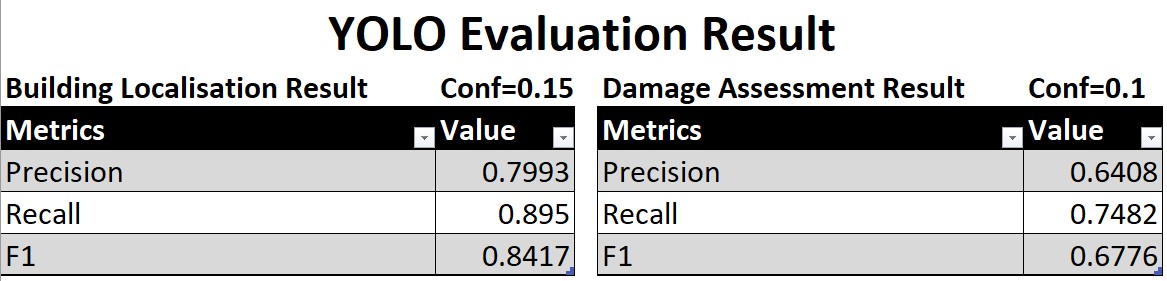 YOLO Evaluation Result
Building Localisation Result Conf=0.15 Damage Assessment Result Conf=0.1
Metrics Value Metrics Value
Precision 0.7993 Precision 0.6408
Recall 0.895 Recall 0.7482
F1 0.8417 F1 0.6776